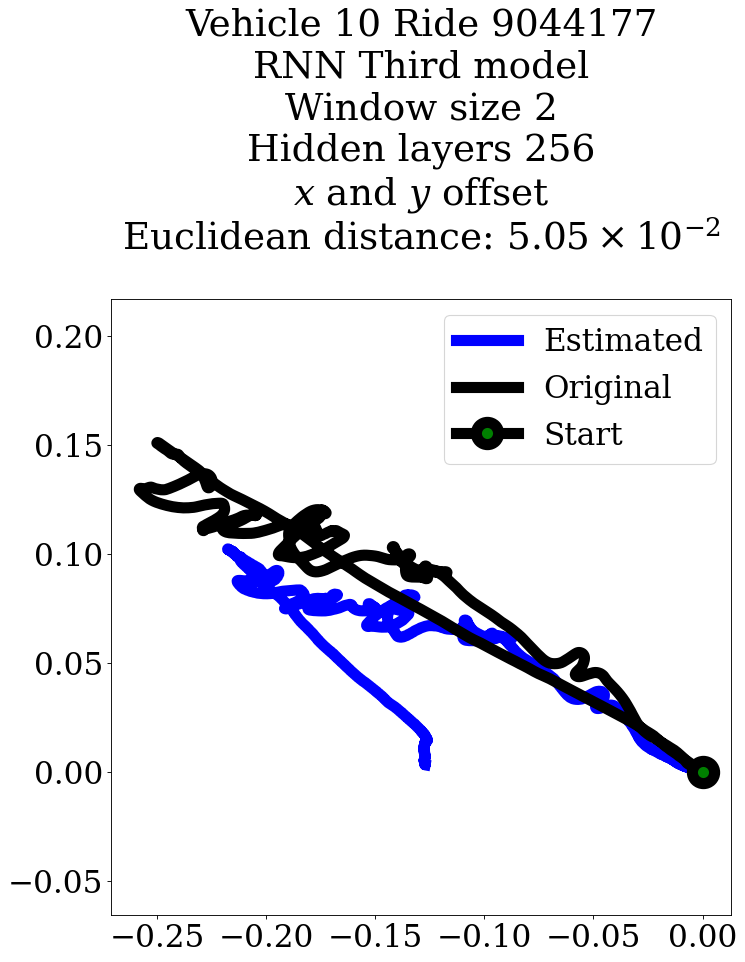 Vehicle 10 Ride 9044177
RNN Third model
Window size 2
Hidden layers 256
x and y offset
Euclidean distance: 5.05 × 10⁻²
Estimated
Original
Start
0.20
0.15
0.10
0.05
0.00
−0.05
−0.25 −0.20 −0.15 −0.10 −0.05 0.00